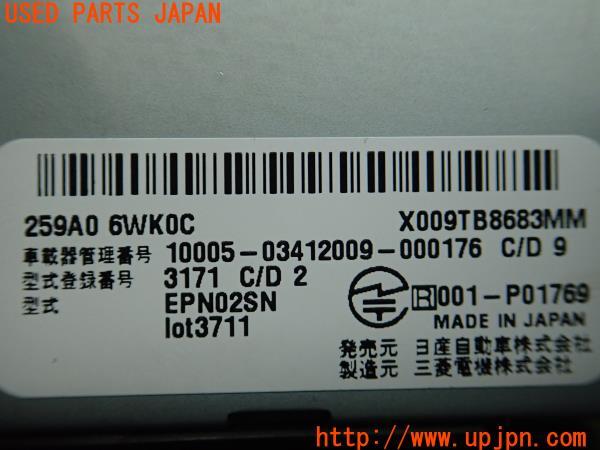 USED PARTS JAPAN
259A0 6WK0C X009TB8683MM
車載器管理番号 10005-03412009-000176 C/D 9
型式登録番号 3171 C/D 2
型式 EPN02SN
lot3711
R 001-P01769
MADE IN JAPAN
発売元 日産自動車株式会社
製造元 三菱電機株式会社
http://www.upjpn.com/